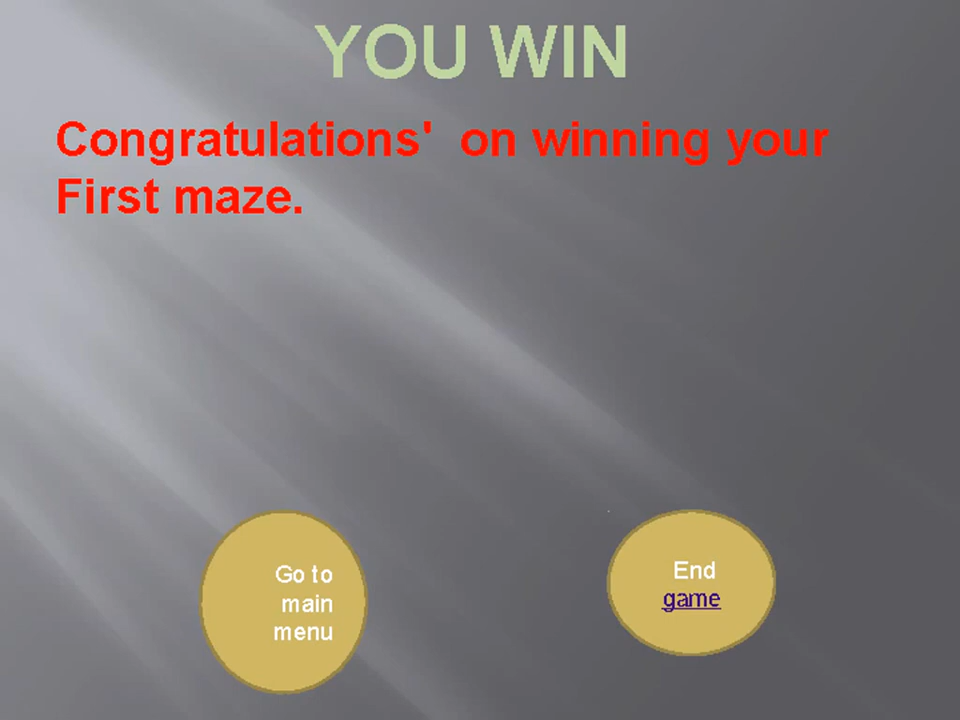 YOU WIN
Congratulations'  on winning your
First maze.
Go to
main
menu
End
game